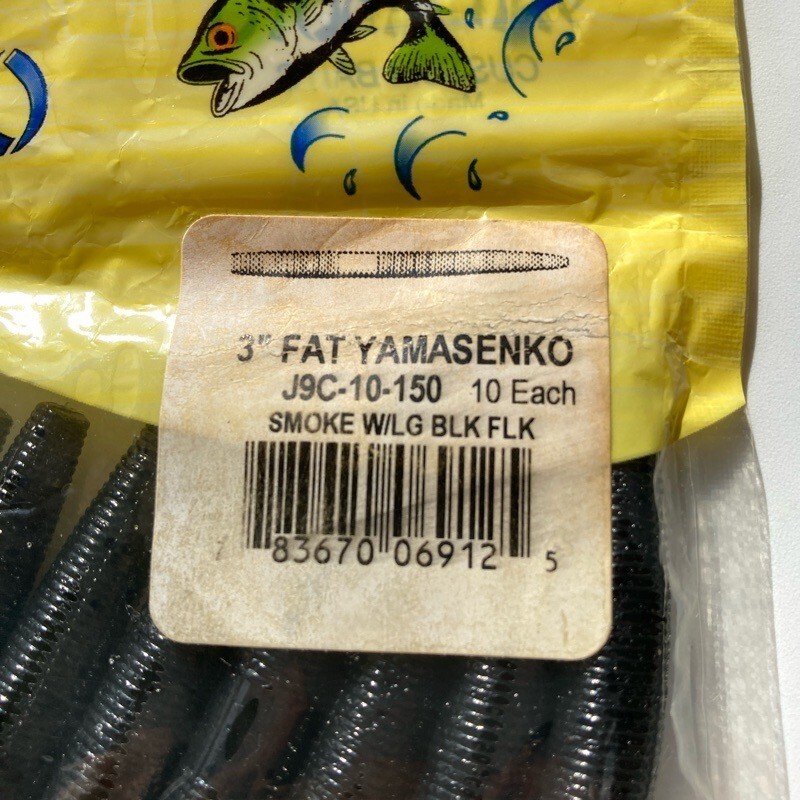 3" FAT YAMASENKO
J9C-10-150 10 Each
SMOKE W/LG BLK FLK
7 83670 06912 5